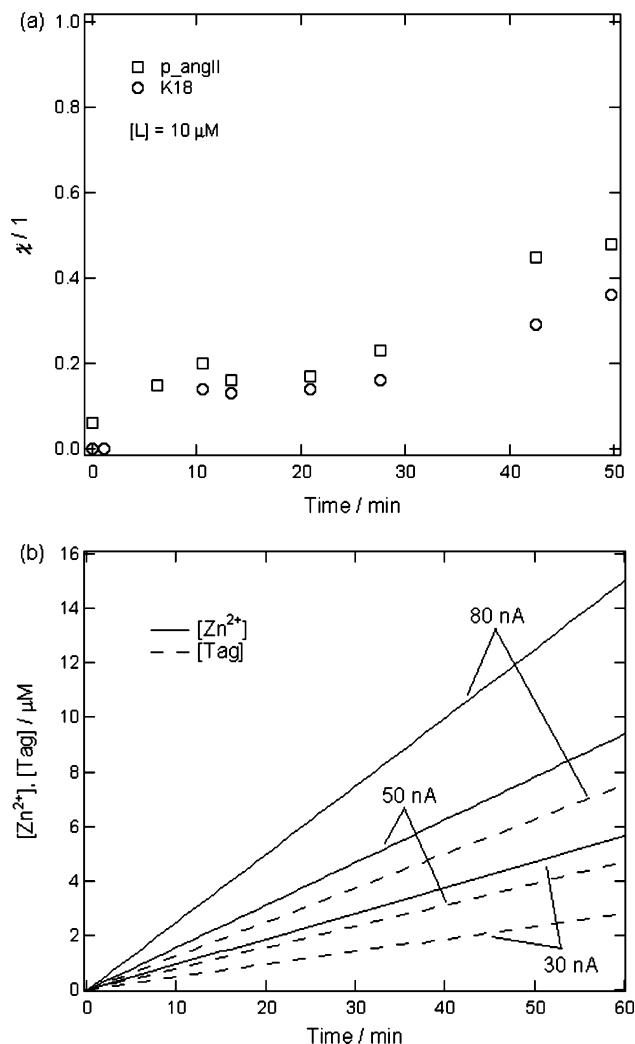 (a)
1.0
0.8
0.6
0.4
0.2
0.0
χ / 1
p_angII
K18
[L] = 10 µM
0 10 20 30 40 50
Time / min
(b)
16
14
12
10
8
6
4
2
0
[Zn²⁺], [Tag] / µM
[Zn²⁺]
[Tag]
80 nA
50 nA
30 nA
0 10 20 30 40 50 60
Time / min